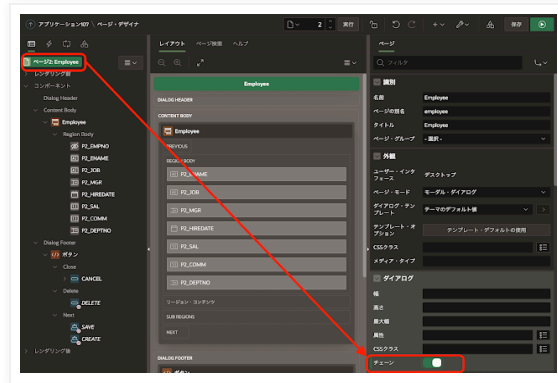 アプリケーション107 \ ページ・デザイナ
2
実行
保存
レイアウト ページ検索 ヘルプ
ページ
ページ2: Employee
レンダリング前
コンポーネント
Dialog Header
Content Body
Employee
Region Body
P2_EMPNO
P2_ENAME
P2_JOB
P2_MGR
P2_HIREDATE
P2_SAL
P2_COMM
P2_DEPTNO
Dialog Footer
ボタン
Close
CANCEL
Delete
DELETE
Next
SAVE
CREATE
レンダリング後
Employee
DIALOG HEADER
CONTENT BODY
Employee
PREVIOUS
REGION BODY
P2_ENAME
P2_JOB
P2_MGR
P2_HIREDATE
P2_SAL
P2_COMM
P2_DEPTNO
リージョン・コンテンツ
SUB REGIONS
NEXT
DIALOG FOOTER
ボタン
フィルタ
識別
名前 Employee
ページの別名 employee
タイトル Employee
ページ・グループ - 選択 -
外観
ユーザー・インタ
フェース デスクトップ
ページ・モード モーダル・ダイアログ
ダイアログ・テン
プレート テーマのデフォルト値
テンプレート・オ
プション テンプレート・デフォルトの使用
CSSクラス
メディア・タイプ
ダイアログ
幅
高さ
最大幅
属性
CSSクラス
チェーン